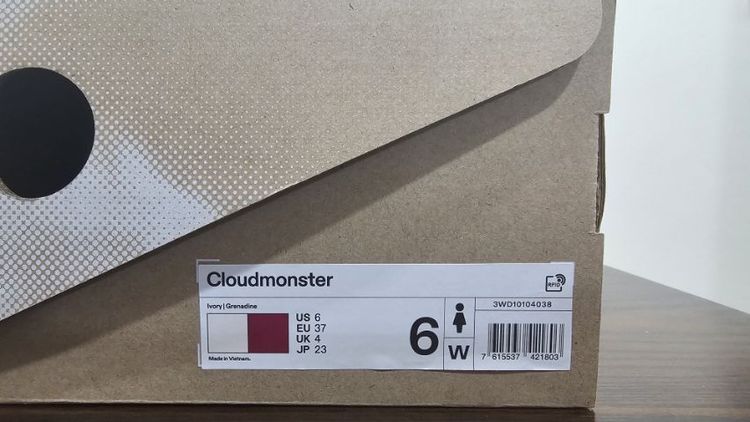 Cloudmonster
RFID
Ivory | Grenadine
3WD10104038
US 6
EU 37
UK 4
JP 23
6
W
Made in Vietnam.
7 615537 421803